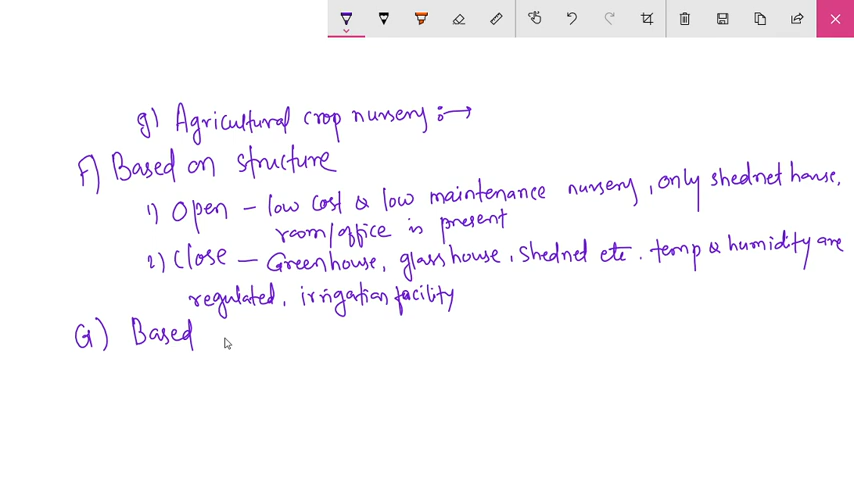 g) Agricultural crop nursery :→
F) Based on structure
1) Open - low cost & low maintenance nursery, only shednet house,
room/office is present
2) Close - Greenhouse, glasshouse, shednet etc. temp & humidity are
regulated, irrigation facility
G) Based